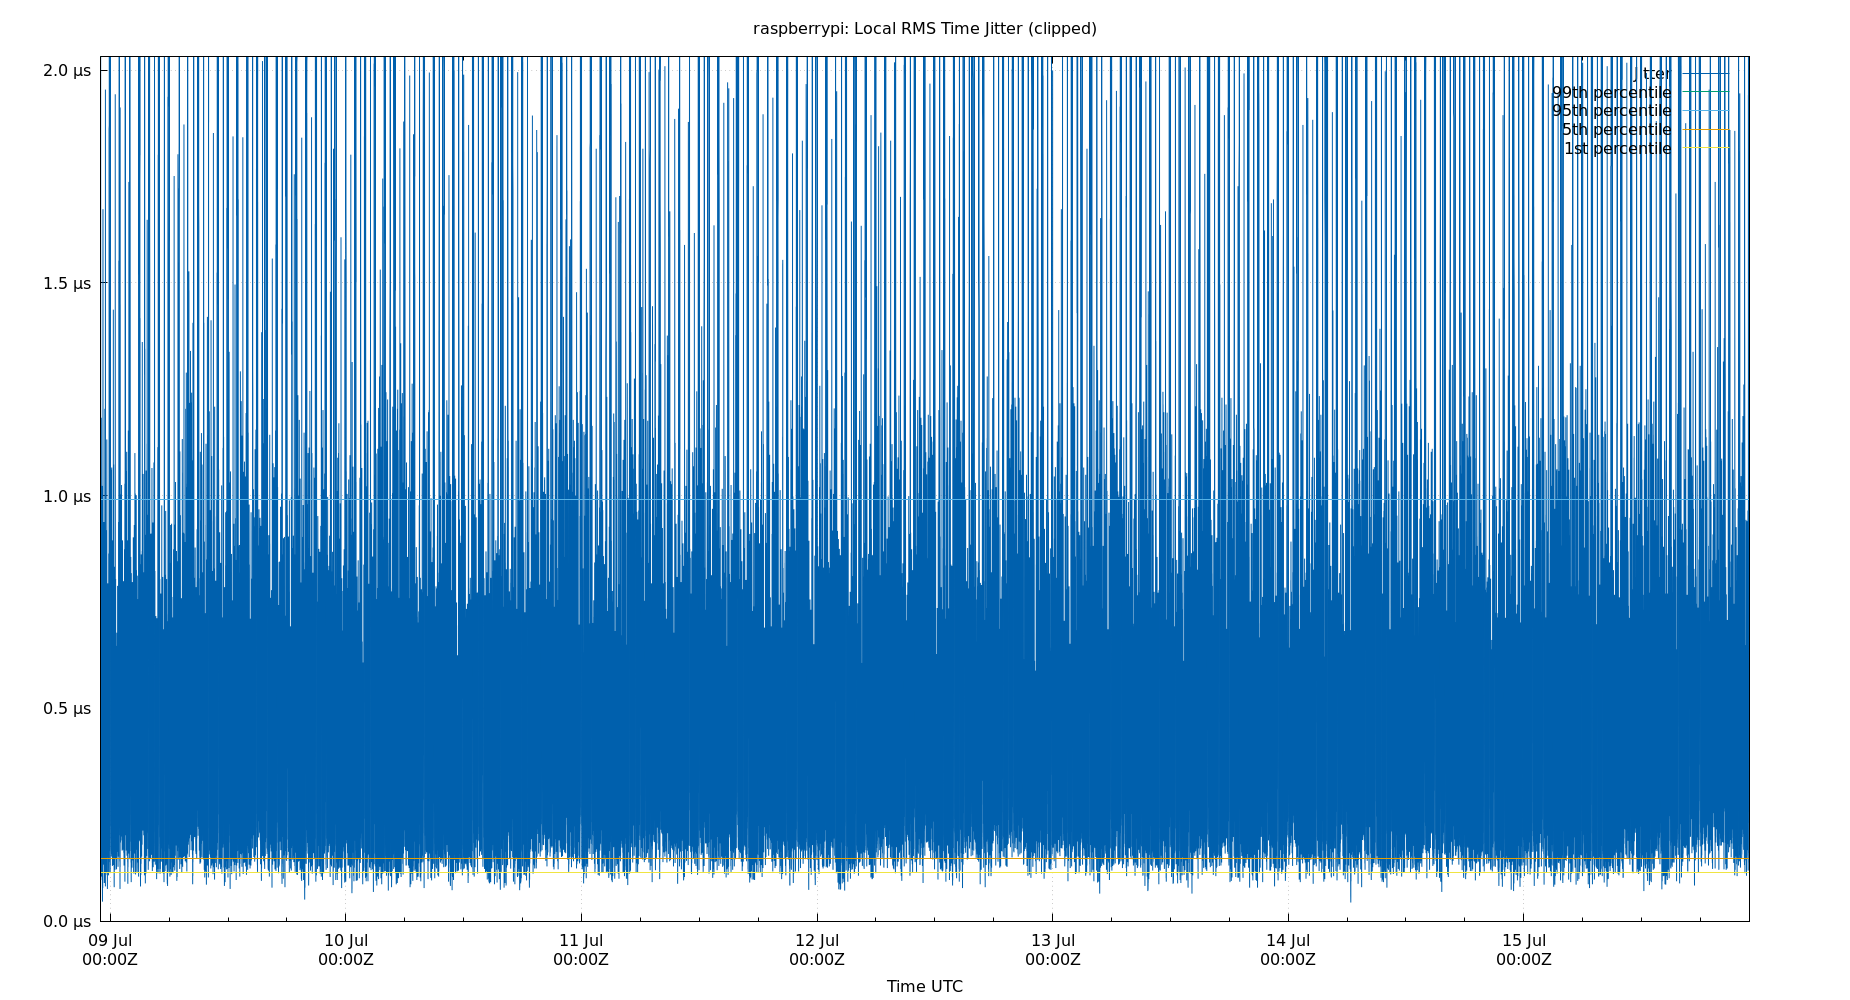 raspberrypi: Local RMS Time Jitter (clipped)
2.0 µs
1.5 µs
1.0 µs
0.5 µs
0.0 µs
jitter
99th percentile
95th percentile
5th percentile
1st percentile
09 Jul 10 Jul 11 Jul 12 Jul 13 Jul 14 Jul 15 Jul
00:00Z 00:00Z 00:00Z 00:00Z 00:00Z 00:00Z 00:00Z
Time UTC